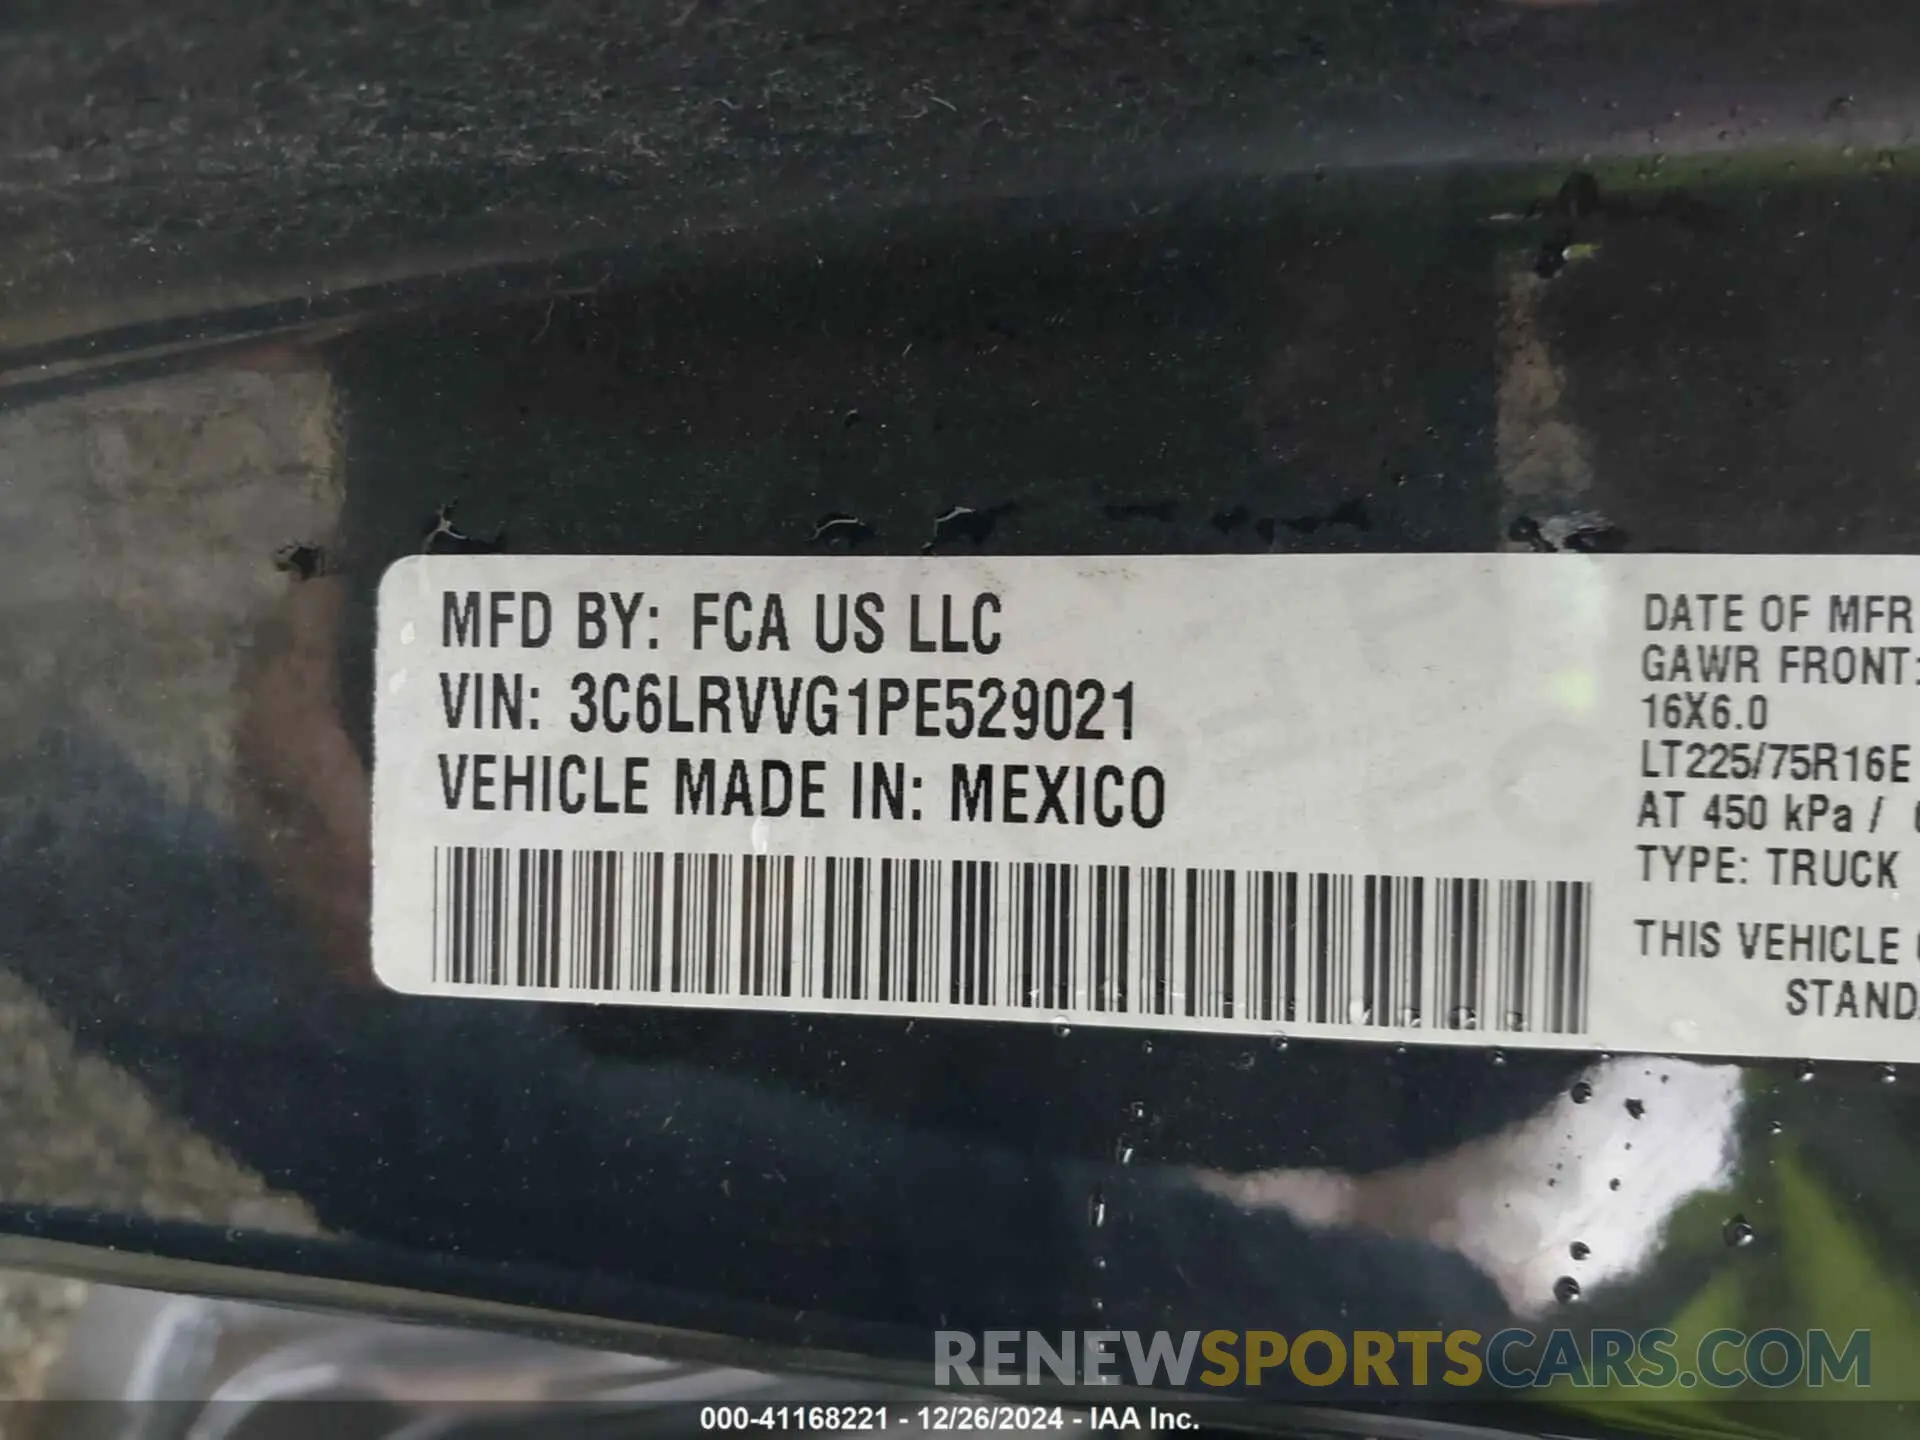 MFD BY: FCA US LLC
VIN: 3C6LRVVG1PE529021
VEHICLE MADE IN: MEXICO
DATE OF MFR
GAWR FRONT:
16X6.0
LT225/75R16E
AT 450 kPa /
TYPE: TRUCK
THIS VEHICLE
STAND
RENEWSPORTSCARS.COM
000-41168221 - 12/26/2024 - IAA Inc.